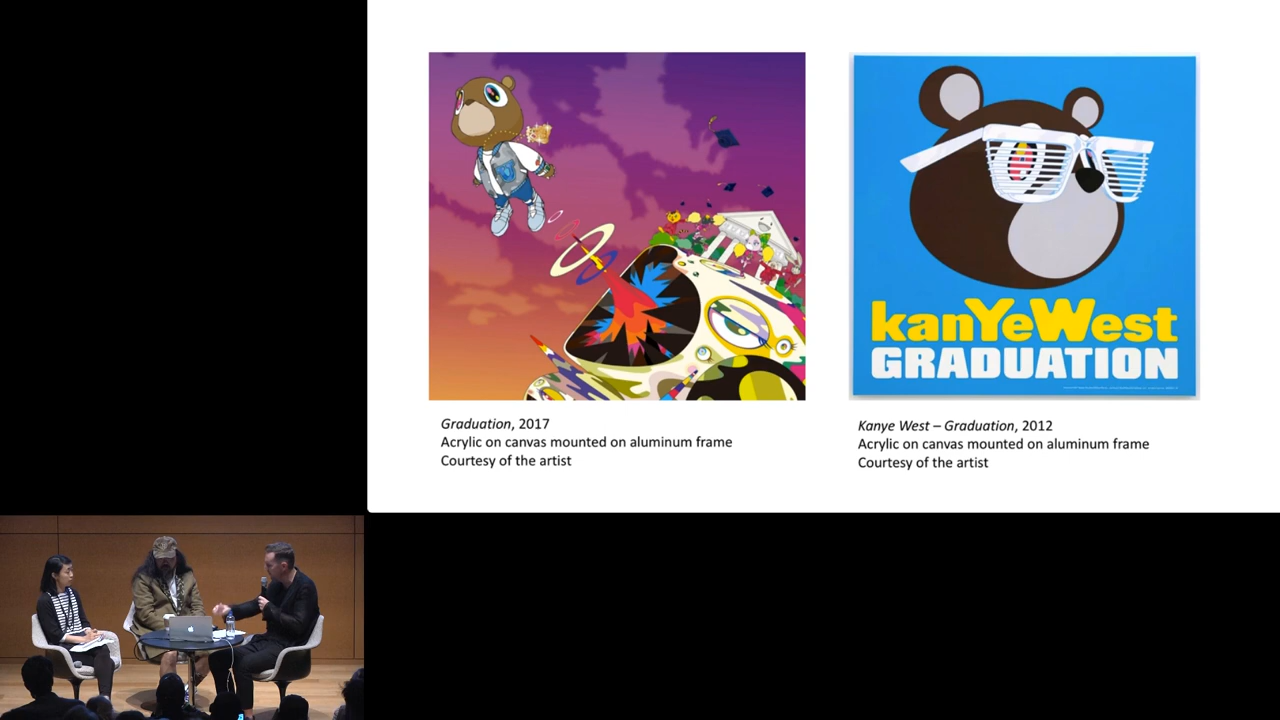 kanYeWest
GRADUATION
Graduation, 2017
Acrylic on canvas mounted on aluminum frame
Courtesy of the artist
Kanye West – Graduation, 2012
Acrylic on canvas mounted on aluminum frame
Courtesy of the artist